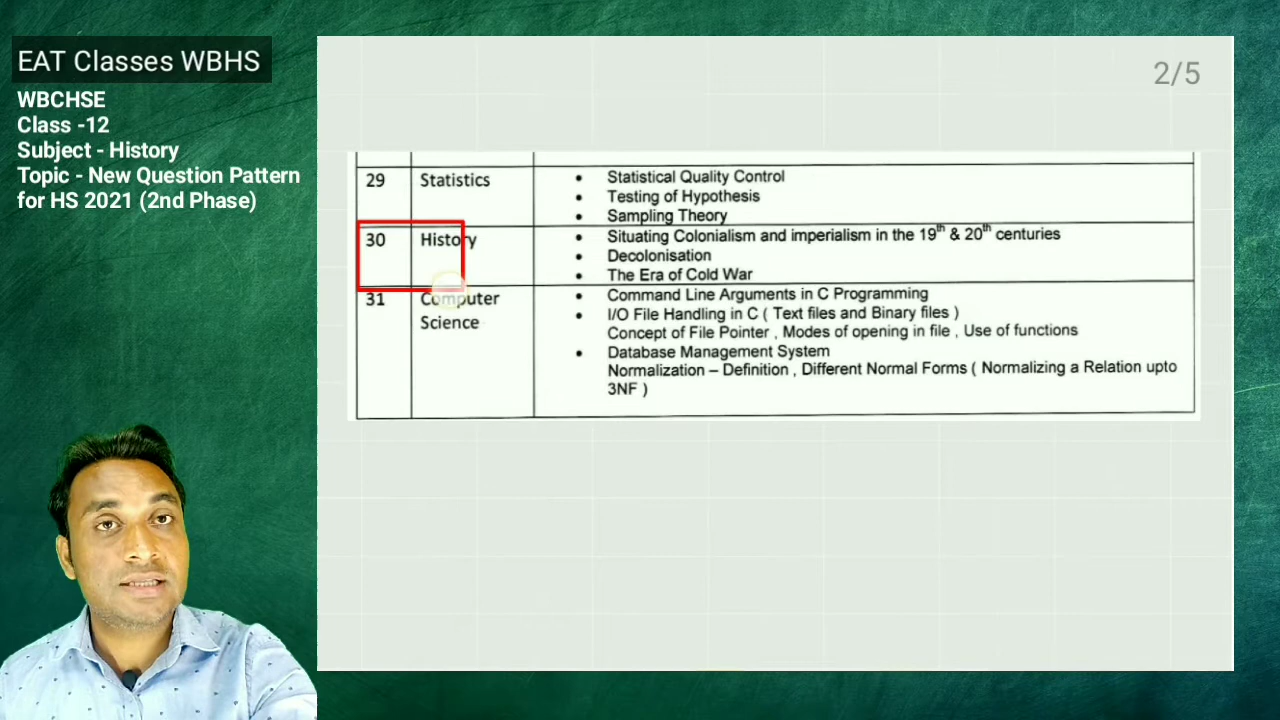 EAT Classes WBHS
WBCHSE
Class -12
Subject - History
Topic - New Question Pattern
for HS 2021 (2nd Phase)
2/5
29 Statistics • Statistical Quality Control
• Testing of Hypothesis
• Sampling Theory
30 History • Situating Colonialism and imperialism in the 19th & 20th centuries
• Decolonisation
• The Era of Cold War
31 Computer Science • Command Line Arguments in C Programming
• I/O File Handling in C ( Text files and Binary files )
Concept of File Pointer , Modes of opening in file , Use of functions
• Database Management System
Normalization – Definition , Different Normal Forms ( Normalizing a Relation upto
3NF )